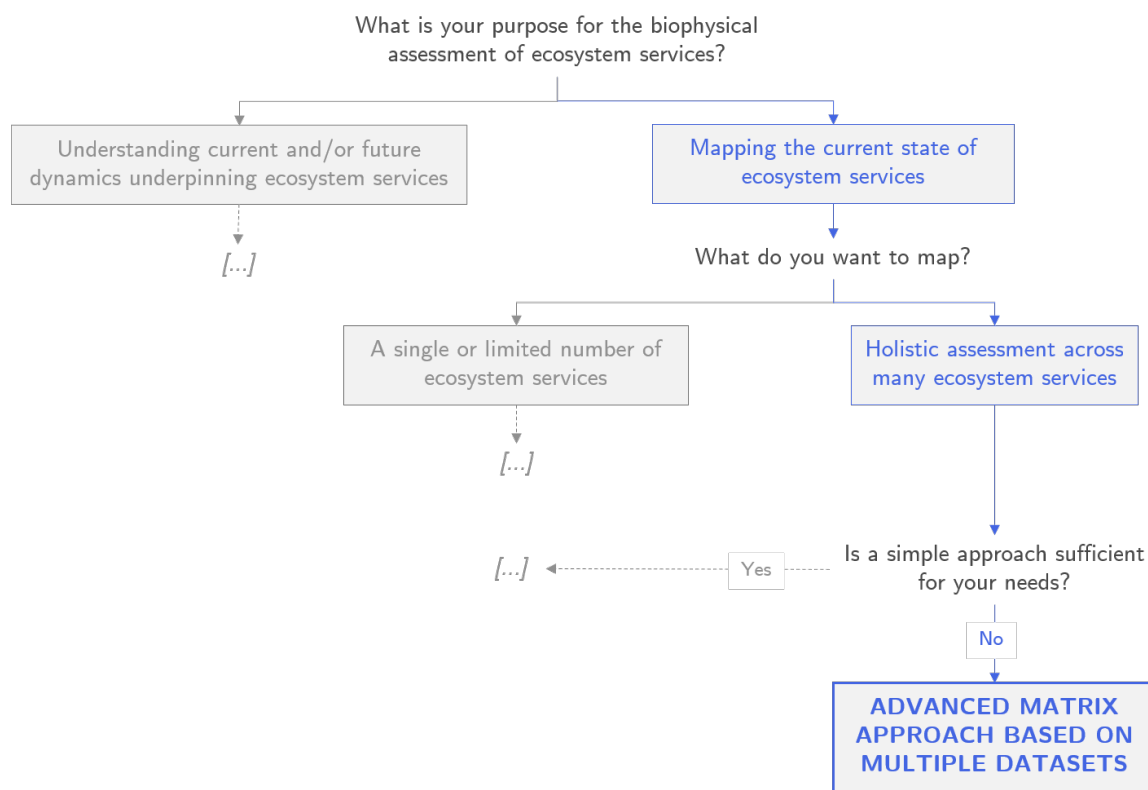 What is your purpose for the biophysical
assessment of ecosystem services?
Understanding current and/or future
dynamics underpinning ecosystem services
Mapping the current state of
ecosystem services
[...]
What do you want to map?
A single or limited number of
ecosystem services
Holistic assessment across
many ecosystem services
[...]
Is a simple approach sufficient
for your needs?
Yes
[...]
No
ADVANCED MATRIX
APPROACH BASED ON
MULTIPLE DATASETS